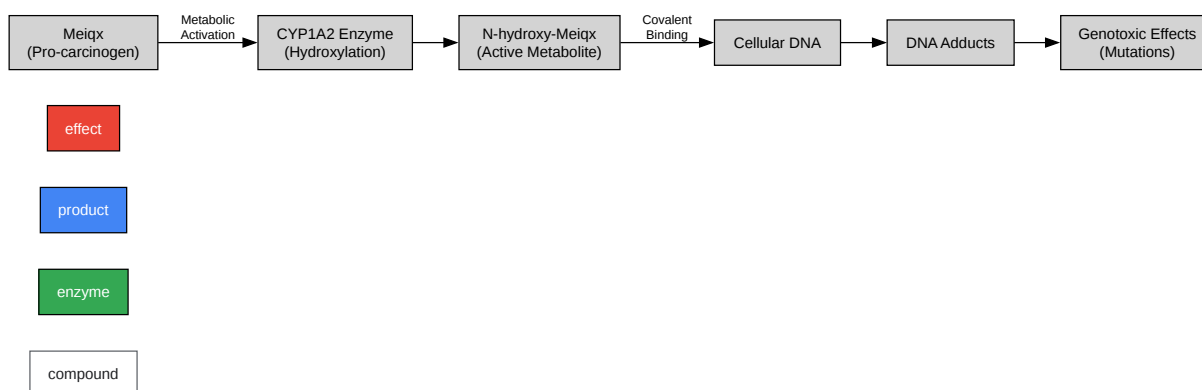 Meiqx
(Pro-carcinogen)
Metabolic
Activation
CYP1A2 Enzyme
(Hydroxylation)
N-hydroxy-Meiqx
(Active Metabolite)
Covalent
Binding
Cellular DNA
DNA Adducts
Genotoxic Effects
(Mutations)
effect
product
enzyme
compound